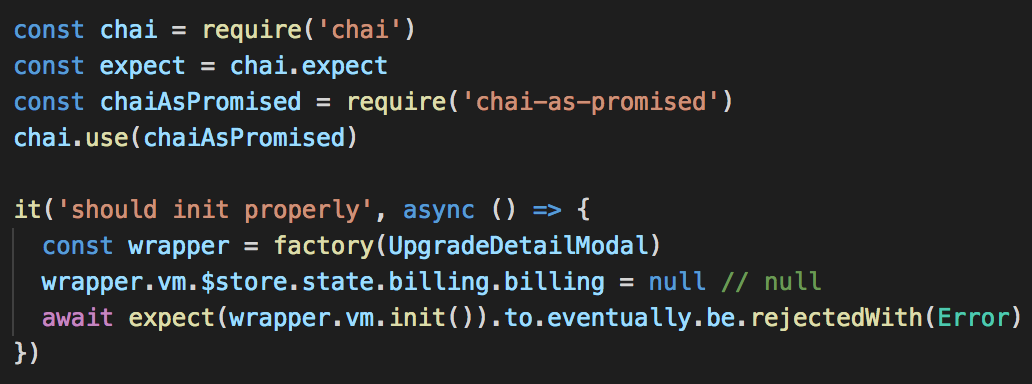 const chai = require('chai')
const expect = chai.expect
const chaiAsPromised = require('chai-as-promised')
chai.use(chaiAsPromised)

it('should init properly', async () => {
  const wrapper = factory(UpgradeDetailModal)
  wrapper.vm.$store.state.billing.billing = null // null
  await expect(wrapper.vm.init()).to.eventually.be.rejectedWith(Error)
})